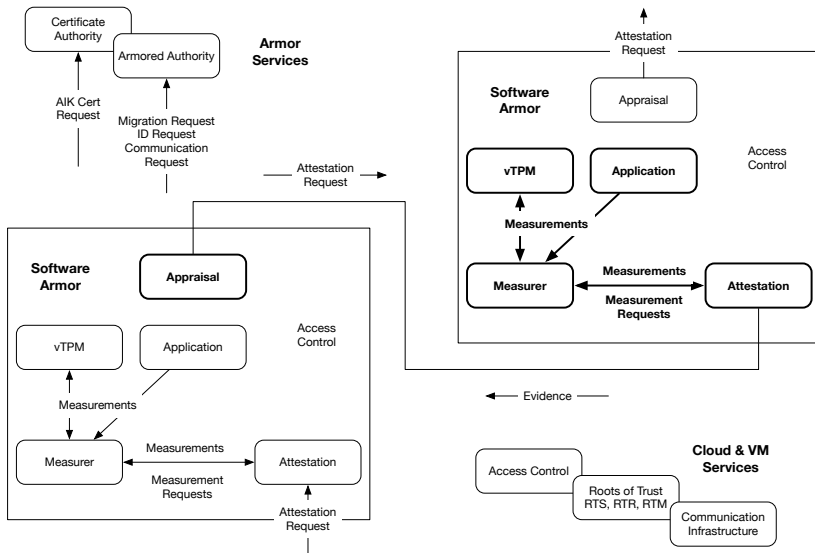 Certificate
Authority
Armored Authority
Armor
Services
AIK Cert
Request
Migration Request
ID Request
Communication
Request
Attestation
Request
Attestation
Request
Software
Armor
Appraisal
Access
Control
vTPM
Application
Measurements
Measurer
Measurements
Measurement
Requests
Attestation
Software
Armor
Appraisal
Access
Control
vTPM
Application
Measurements
Measurer
Measurements
Measurement
Requests
Attestation
Attestation
Request
Evidence
Cloud & VM
Services
Access Control
Roots of Trust
RTS, RTR, RTM
Communication
Infrastructure